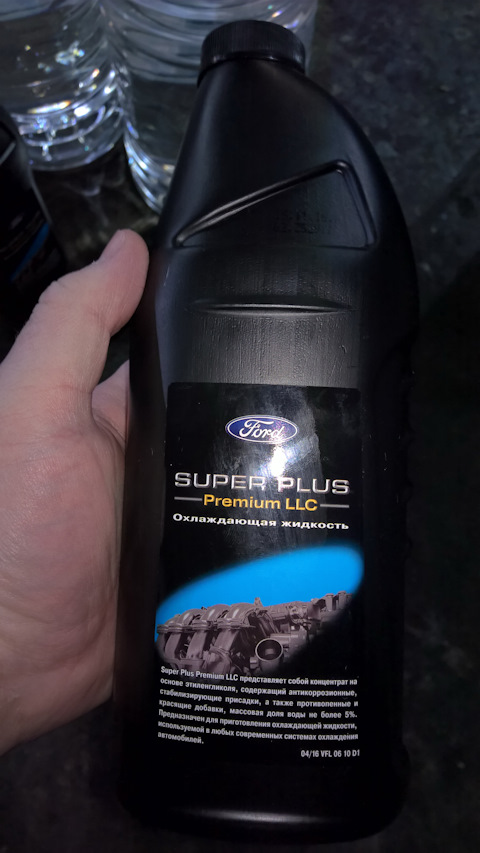 Ford
SUPER PLUS
Premium LLC
Охлаждающая жидкость
Super Plus Premium LLC представляет собой концентрат на
основе этиленгликоля, содержащий антикоррозионные,
стабилизирующие присадки, а также противопенные и
красящие добавки, массовая доля воды не более 5%.
Предназначен для приготовления охлаждающей жидкости,
используемой в любых современных системах охлаждения
автомобилей.
04/16 VFL 06 10 D1